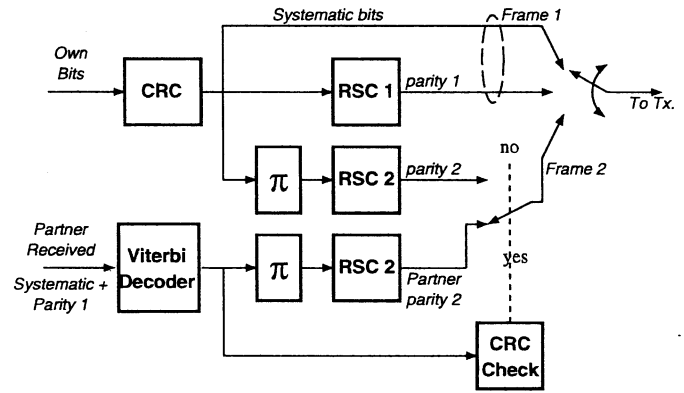 Systematic bits
Frame 1
Own
Bits
CRC
RSC 1
parity 1
To Tx.
no
π
RSC 2
parity 2
Frame 2
Partner
Received
Systematic +
Parity 1
Viterbi
Decoder
π
RSC 2
Partner
parity 2
yes
CRC
Check